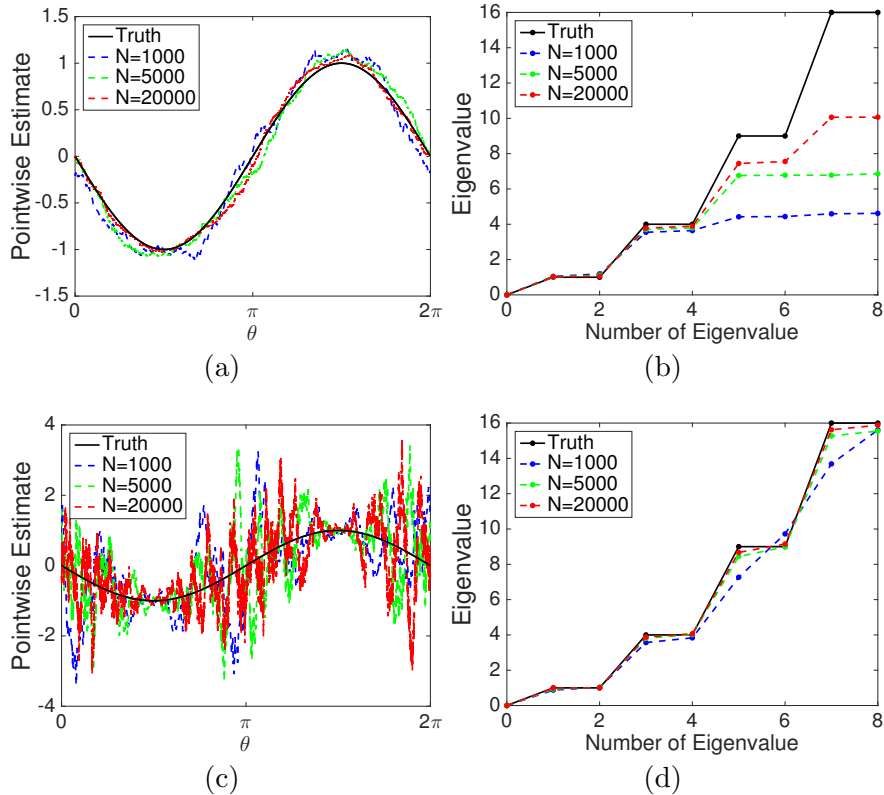 1.5
1
0.5
0
-0.5
-1
-1.5
Pointwise Estimate
Truth
N=1000
N=5000
N=20000
0
π
2π
θ
(a)
16
14
12
10
8
6
4
2
0
Eigenvalue
Truth
N=1000
N=5000
N=20000
0
2
4
6
8
Number of Eigenvalue
(b)
4
2
0
-2
-4
Pointwise Estimate
Truth
N=1000
N=5000
N=20000
0
π
2π
θ
(c)
16
14
12
10
8
6
4
2
0
Eigenvalue
Truth
N=1000
N=5000
N=20000
0
2
4
6
8
Number of Eigenvalue
(d)